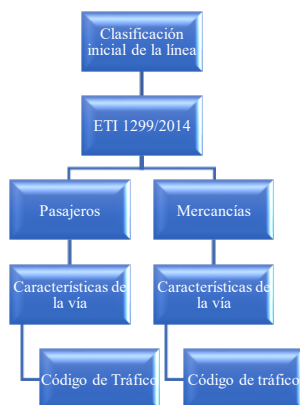 Clasificación
inicial de la línea
ETI 1299/2014
Pasajeros
Mercancías
Características de
la vía
Características de
la vía
Código de Tráfico
Código de tráfico